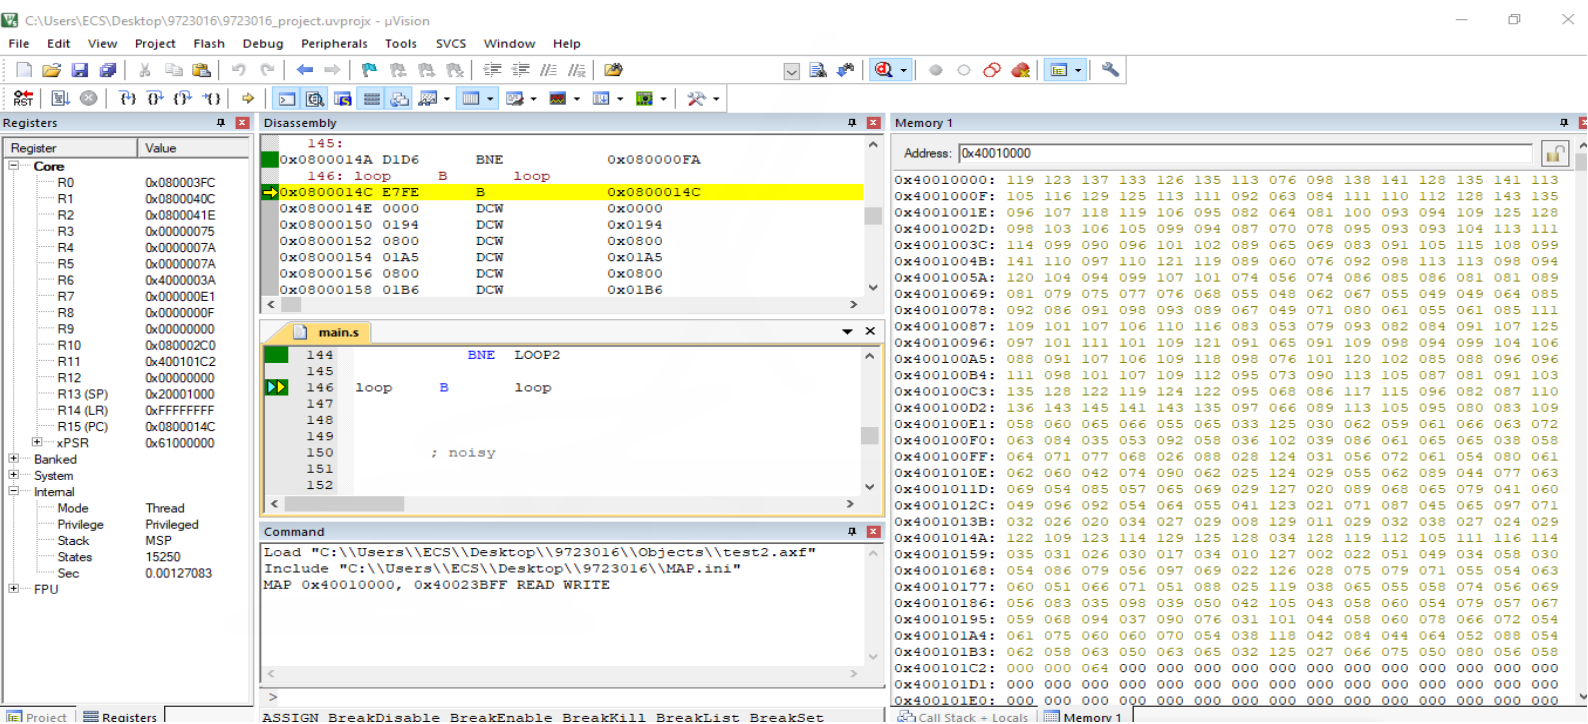 C:\Users\ECS\Desktop\9723016\9723016_project.uvprojx - µVision
File Edit View Project Flash Debug Peripherals Tools SVCS Window Help
Registers
Register Value
Core
R0 0x080003FC
R1 0x0800040C
R2 0x0800041E
R3 0x00000075
R4 0x0000007A
R5 0x0000007A
R6 0x4000003A
R7 0x000000E1
R8 0x0000000F
R9 0x00000000
R10 0x080002C0
R11 0x400101C2
R12 0x00000000
R13 (SP) 0x20001000
R14 (LR) 0xFFFFFFFF
R15 (PC) 0x0800014C
xPSR 0x61000000
Banked
System
Internal
Mode Thread
Privilege Privileged
Stack MSP
States 15250
Sec 0.00127083
FPU
Project Registers
Disassembly
145:
0x0800014A D1D6 BNE 0x080000FA
146: loop B loop
0x0800014C E7FE B 0x0800014C
0x0800014E 0000 DCW 0x0000
0x08000150 0194 DCW 0x0194
0x08000152 0800 DCW 0x0800
0x08000154 01A5 DCW 0x01A5
0x08000156 0800 DCW 0x0800
0x08000158 01B6 DCW 0x01B6
main.s
144 BNE LOOP2
145
146 loop B loop
147
148
149
150 ; noisy
151
152
Command
Load "C:\\Users\\ECS\\Desktop\\9723016\\Objects\\test2.axf"
Include "C:\\Users\\ECS\\Desktop\\9723016\\MAP.ini"
MAP 0x40010000, 0x40023BFF READ WRITE
>
ASSIGN BreakDisable BreakEnable BreakKill BreakList BreakSet
Memory 1
Address: 0x40010000
0x40010000: 119 123 137 133 126 135 113 076 098 138 141 128 135 141 113
0x4001000F: 105 116 129 125 113 111 092 063 084 111 110 112 128 143 135
0x4001001E: 096 107 118 119 106 095 082 064 081 100 093 094 109 125 128
0x4001002D: 098 103 106 105 099 094 087 070 078 095 093 093 104 113 111
0x4001003C: 114 099 090 096 101 102 089 065 069 083 091 105 115 108 099
0x4001004B: 141 110 097 110 121 119 089 060 076 092 098 113 113 098 094
0x4001005A: 120 104 094 099 107 101 074 056 074 086 085 086 081 081 089
0x40010069: 081 079 075 077 076 068 055 048 062 067 055 049 049 064 085
0x40010078: 092 086 091 098 093 089 067 049 071 080 061 055 061 085 111
0x40010087: 109 101 107 106 110 116 083 053 079 093 082 084 091 107 125
0x40010096: 097 101 111 101 109 121 091 065 091 109 098 094 099 104 106
0x400100A5: 088 091 107 106 109 118 098 076 101 120 102 085 088 096 096
0x400100B4: 111 098 101 107 109 112 095 073 090 113 105 087 081 091 103
0x400100C3: 135 128 122 119 124 122 095 068 086 117 115 096 082 087 110
0x400100D2: 136 143 145 141 143 135 097 066 089 113 105 095 080 083 109
0x400100E1: 058 060 065 066 055 065 033 125 030 062 059 061 066 063 072
0x400100F0: 063 084 035 053 092 058 036 102 039 086 061 065 065 038 058
0x400100FF: 064 071 077 068 026 088 028 124 031 056 072 061 054 080 061
0x4001010E: 062 060 042 074 090 062 025 124 029 055 062 089 044 077 063
0x4001011D: 069 054 085 057 065 069 029 127 020 089 068 065 079 041 060
0x4001012C: 049 096 092 054 064 055 041 123 021 071 087 045 065 097 071
0x4001013B: 032 026 020 034 027 029 008 129 011 029 032 038 027 024 029
0x4001014A: 122 109 123 114 129 125 128 034 128 119 112 105 111 116 114
0x40010159: 035 031 026 030 017 034 010 127 002 022 051 049 034 058 030
0x40010168: 054 086 079 056 097 069 022 126 028 075 079 071 055 054 063
0x40010177: 060 051 066 071 051 088 025 119 038 065 058 058 074 056 069
0x40010186: 056 083 035 098 039 050 042 105 043 058 060 054 079 057 067
0x40010195: 059 068 094 037 090 076 031 101 044 058 060 078 066 072 054
0x400101A4: 061 075 060 060 070 054 038 118 042 084 044 064 052 088 054
0x400101B3: 062 058 063 050 063 065 032 125 027 066 075 050 080 056 058
0x400101C2: 000 000 064 000 000 000 000 000 000 000 000 000 000 000 000
0x400101D1: 000 000 000 000 000 000 000 000 000 000 000 000 000 000 000
0x400101E0: 000 000 000 000 000 000 000 000 000 000 000 000 000 000 000
Call Stack + Locals Memory 1